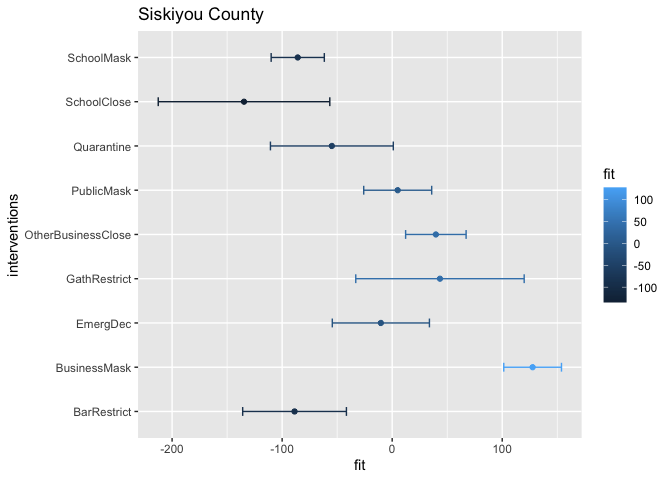 Siskiyou County
interventions
SchoolMask
SchoolClose
Quarantine
PublicMask
OtherBusinessClose
GathRestrict
EmergDec
BusinessMask
BarRestrict
-200
-100
0
100
fit
fit
100
50
0
-50
-100